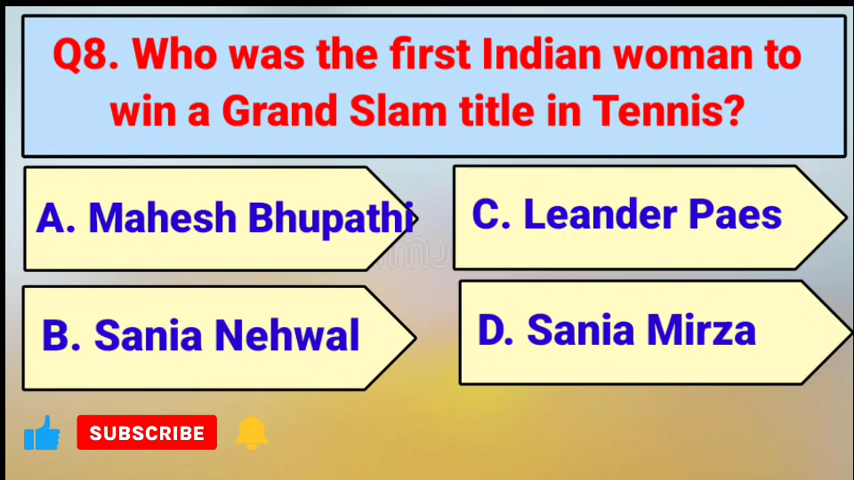 Q8. Who was the first Indian woman to
win a Grand Slam title in Tennis?
A. Mahesh Bhupathi
C. Leander Paes
B. Sania Nehwal
D. Sania Mirza
SUBSCRIBE